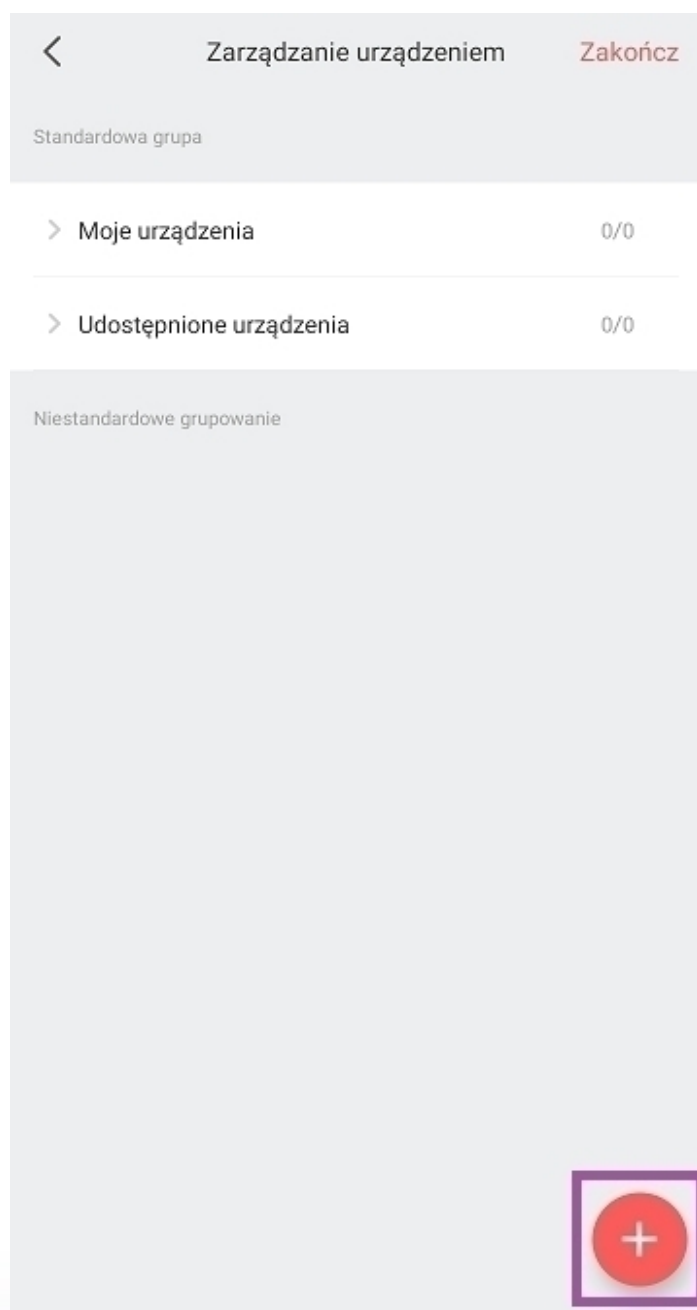 Zarządzanie urządzeniem Zakończ
Standardowa grupa
Moje urządzenia 0/0
Udostępnione urządzenia 0/0
Niestandardowe grupowanie